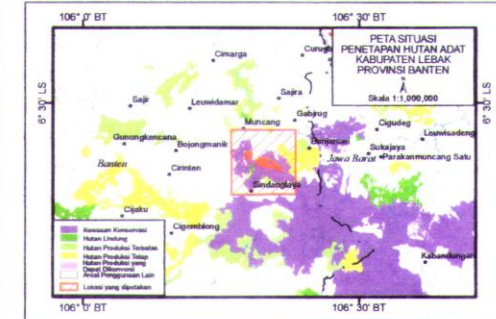 106° 0' BT
106° 30' BT
PETA SITUASI
PENETAPAN HUTAN ADAT
KABUPATEN LEBAK
PROVINSI BANTEN
Skala 1:1,000,000
Cimarga
Sajira
6° 30' LS
6° 30' LS
Sajir
Leuwidamar
Gabjrug
Muncang
Cigudeg
Leuwisadeng
Gunungkencana
Bojongmanik
Banjarsari
Sukajaya
Banten
Jawa Barat
Parakanmuncang Satu
Cirinten
Sindanglaya
Cijaku
Cigemblong
Kabandungan
Kawasan Konservasi
Hutan Lindung
Hutan Produksi Terbatas
Hutan Produksi Tetap
Hutan Produksi yang
Dapat Dikonversi
Areal Penggunaan Lain
Lokasi yang dipetakan
106° 0' BT
106° 30' BT